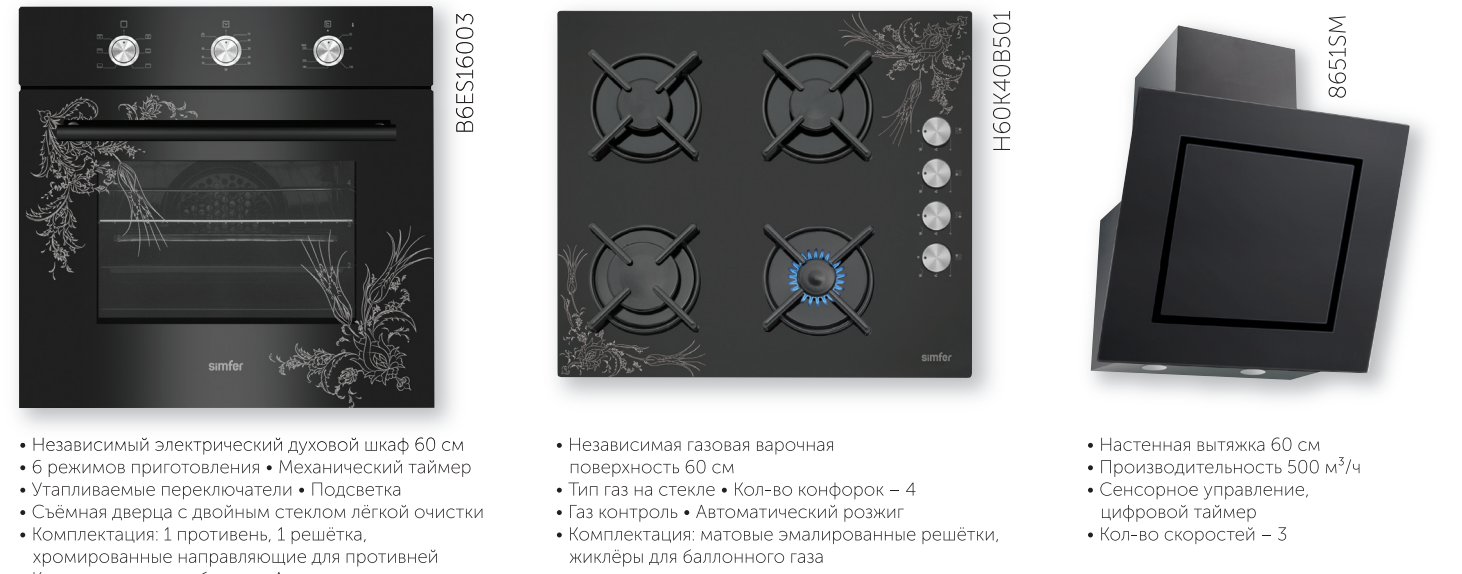 B6ES16003
simfer
• Независимый электрический духовой шкаф 60 см
• 6 режимов приготовления • Механический таймер
• Утапливаемые переключатели • Подсветка
• Съёмная дверца с двойным стеклом лёгкой очистки
• Комплектация: 1 противень, 1 решётка,
хромированные направляющие для противней
H60K40B501
simfer
• Независимая газовая варочная
поверхность 60 см
• Тип газ на стекле • Кол-во конфорок – 4
• Газ контроль • Автоматический розжиг
• Комплектация: матовые эмалированные решётки,
жиклёры для баллонного газа
8651SM
• Настенная вытяжка 60 см
• Производительность 500 м³/ч
• Сенсорное управление,
цифровой таймер
• Кол-во скоростей – 3